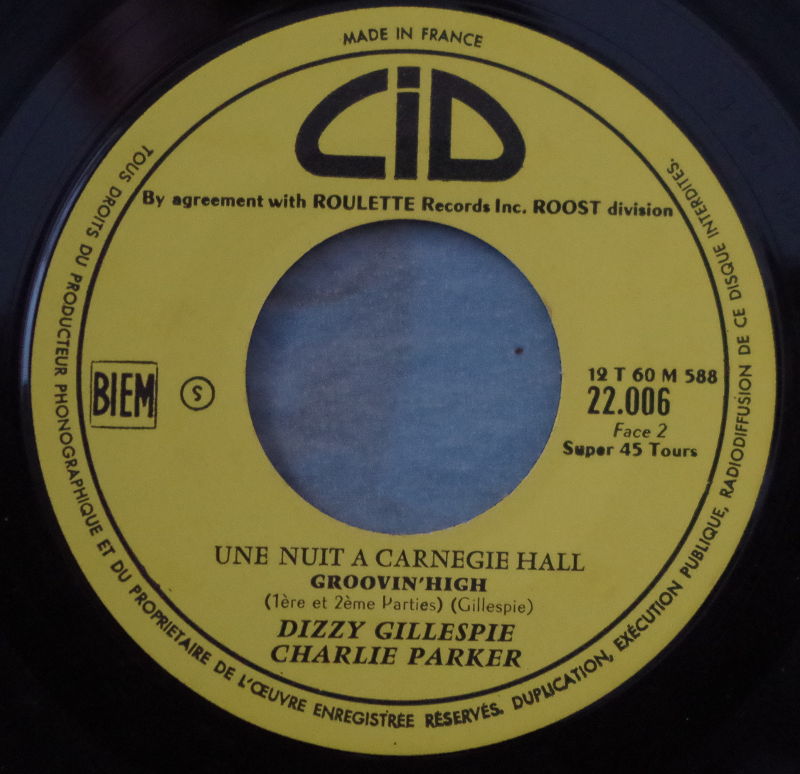 MADE IN FRANCE
CiD
By agreement with ROULETTE Records Inc. ROOST division
BIEM
S
12 T 60 M 588
22.006
Face 2
Super 45 Tours
UNE NUIT A CARNEGIE HALL
GROOVIN'HIGH
(1ère et 2ème Parties) (Gillespie)
DIZZY GILLESPIE
CHARLIE PARKER
TOUS DROITS DU PRODUCTEUR PHONOGRAPHIQUE ET DU PROPRIETAIRE DE L'ŒUVRE ENREGISTRÉE RÉSERVÉS. DUPLICATION, EXÉCUTION PUBLIQUE, RADIODIFFUSION DE CE DISQUE INTERDITES.